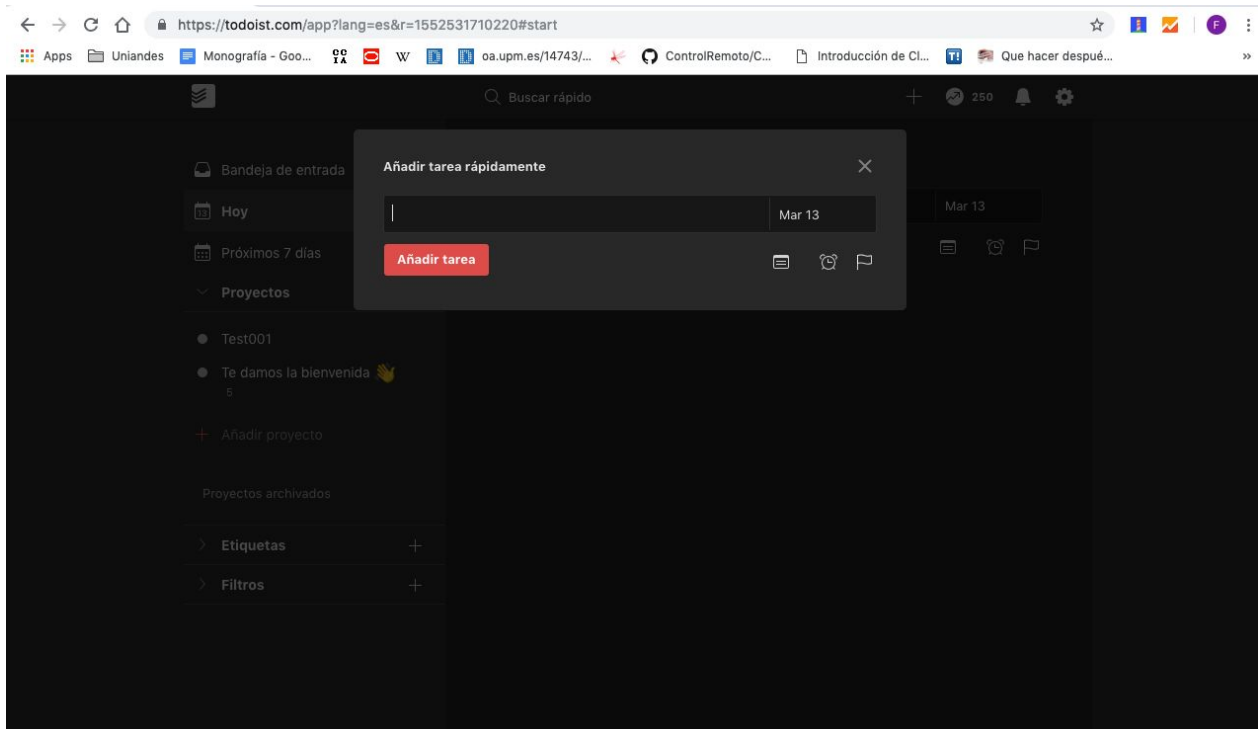 https://todoist.com/app?lang=es&r=1552531710220#start
F
Apps Uniandes Monografía - Goo... W oa.upm.es/14743/... ControlRemoto/C... Introducción de Cl... T! Que hacer despué... »
Buscar rápido 250
Añadir tarea rápidamente
Bandeja de entrada
13 Hoy Mar 13 Mar 13
Próximos 7 días Añadir tarea
Proyectos
Test001
Te damos la bienvenida 👋
5
+ Añadir proyecto
Proyectos archivados
Etiquetas +
Filtros +